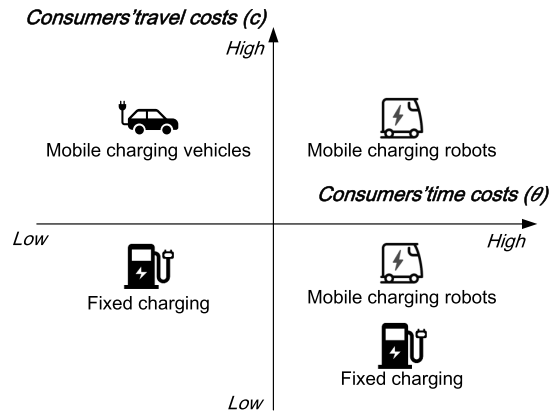 Consumers'travel costs (c)
High
Mobile charging vehicles
Mobile charging robots
Consumers'time costs (θ)
Low
High
Fixed charging
Mobile charging robots
Fixed charging
Low